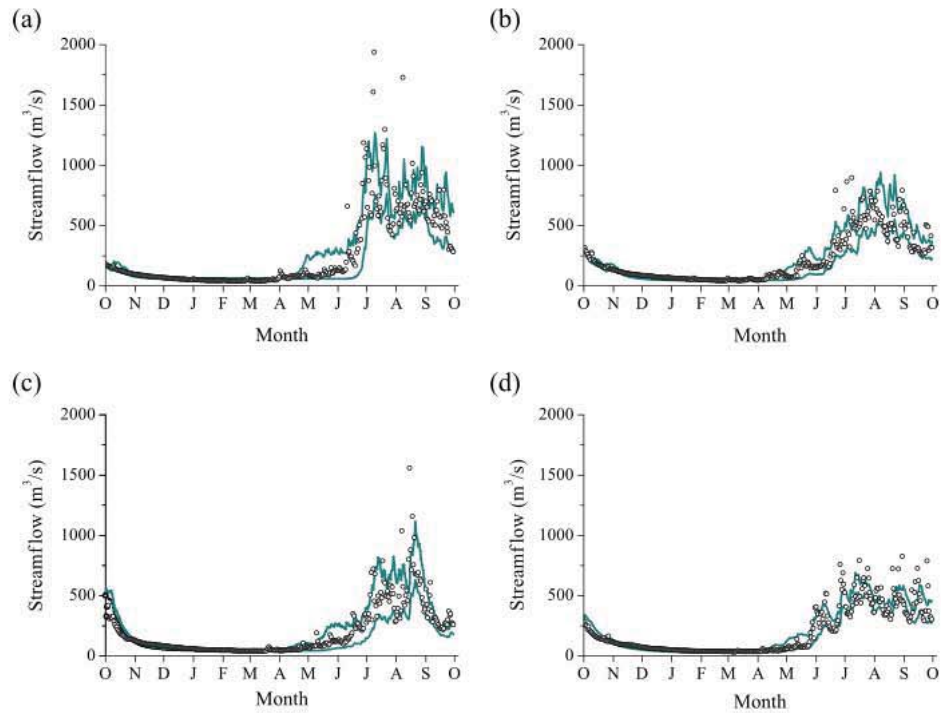 (a)
2000
1500
1000
500
0
Streamflow (m³/s)
O N D J F M A M J J A S O
Month
(b)
2000
1500
1000
500
0
Streamflow (m³/s)
O N D J F M A M J J A S O
Month
(c)
2000
1500
1000
500
0
Streamflow (m³/s)
O N D J F M A M J J A S O
Month
(d)
2000
1500
1000
500
0
Streamflow (m³/s)
O N D J F M A M J J A S O
Month